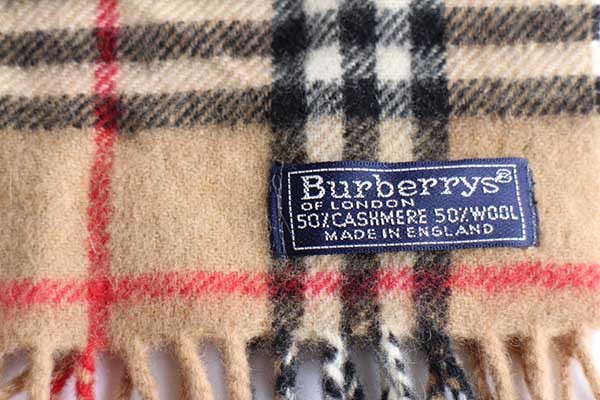 Burberrys®
OF LONDON
50% CASHMERE 50% WOOL
MADE IN ENGLAND